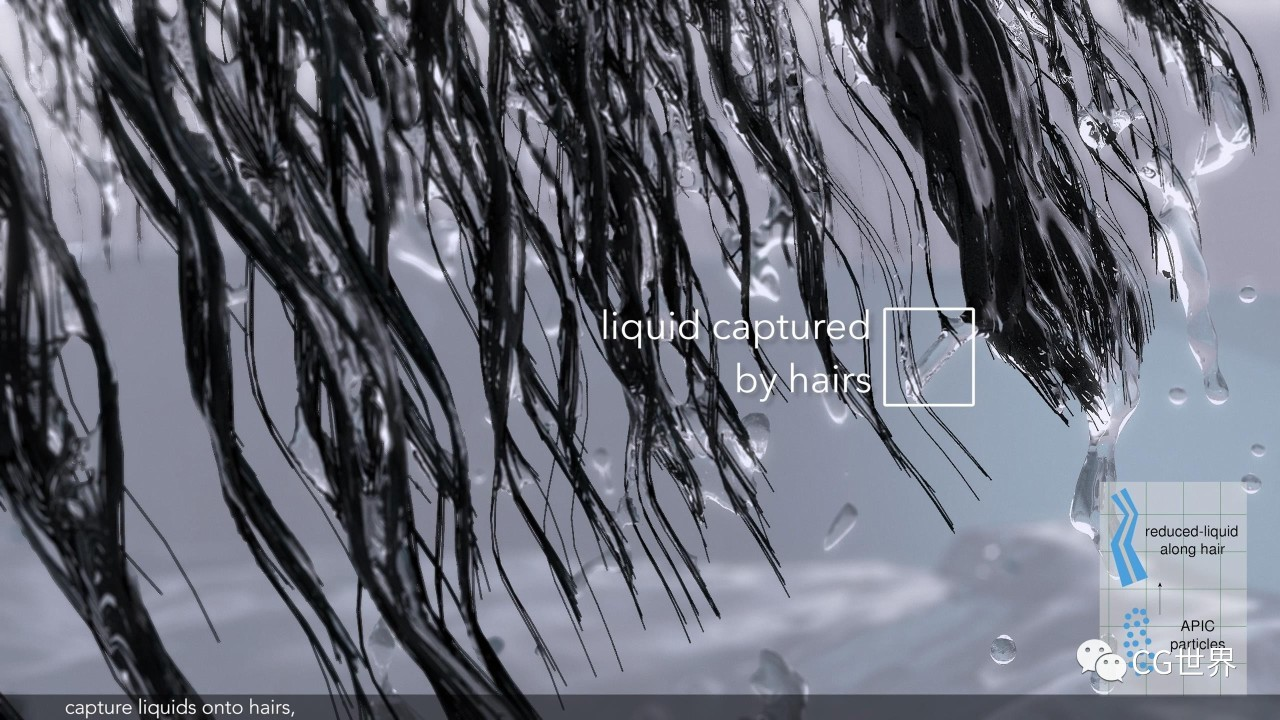 liquid captured
by hairs
reduced-liquid
along hair
APIC
particles
CG世界
capture liquids onto hairs,